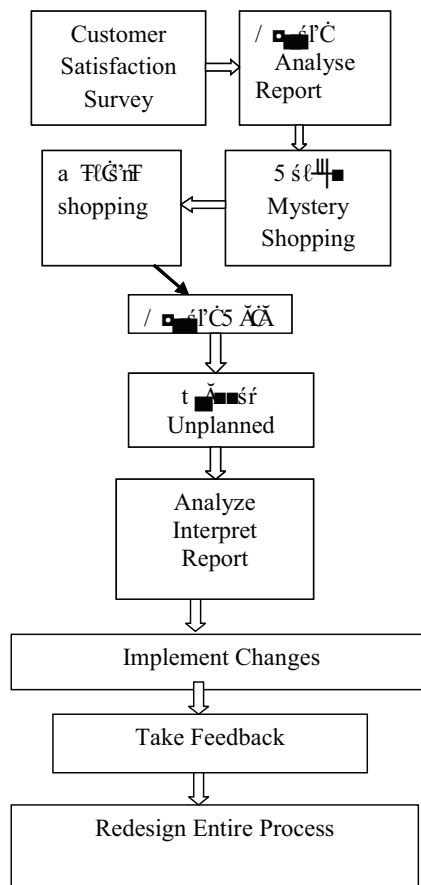 Customer
Satisfaction
Survey
Analyse
Report
shopping
Mystery
Shopping
Unplanned
Analyze
Interpret
Report
Implement Changes
Take Feedback
Redesign Entire Process